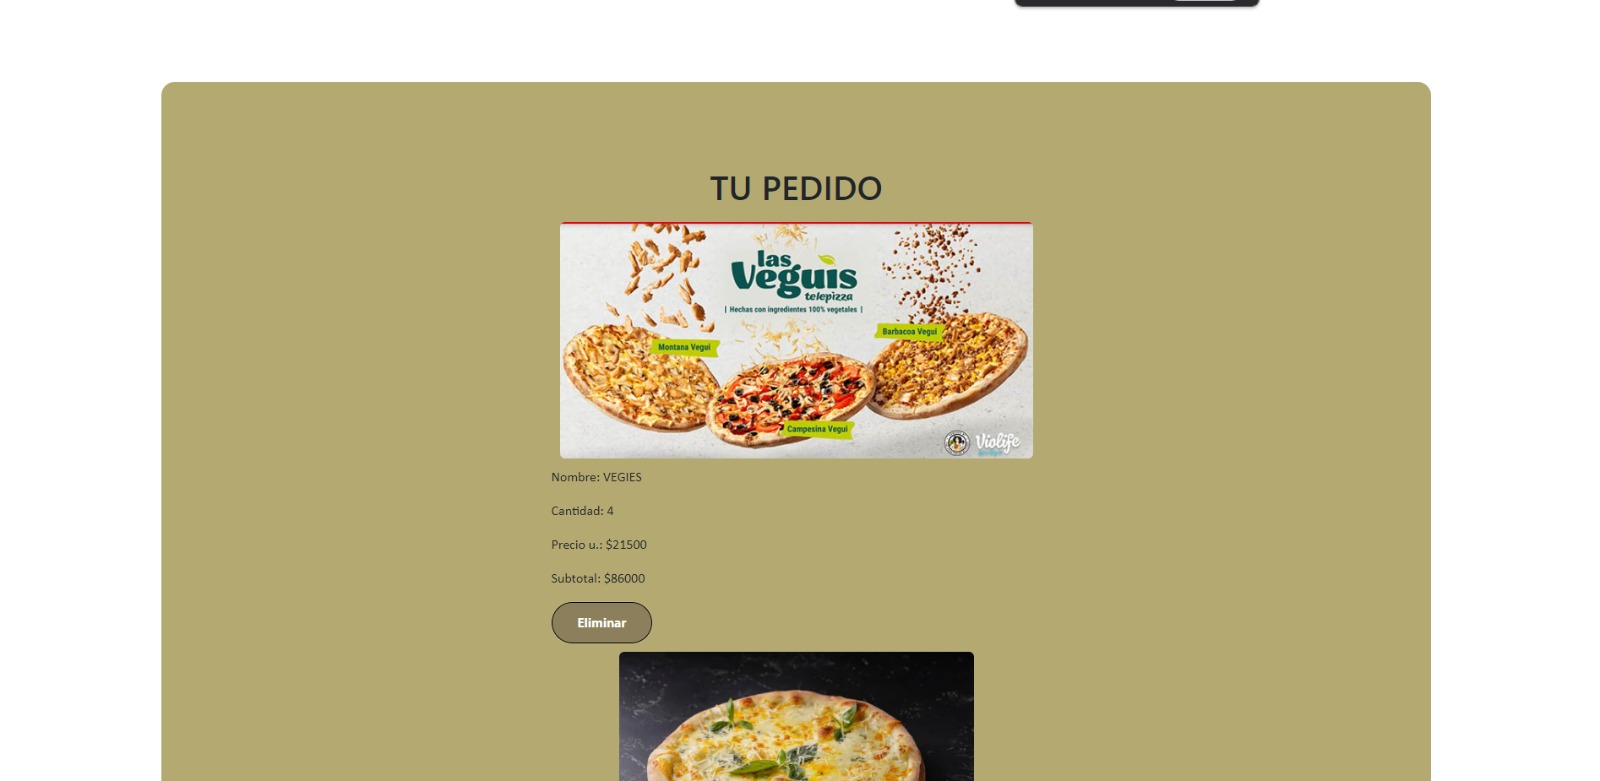 TU PEDIDO
las
Veguis
telepizza
| Hechas con ingredientes 100% vegetales |
Barbacoa Vegui
Montana Vegui
Campesina Vegui
Violife
Nombre: VEGIES
Cantidad: 4
Precio u.: $21500
Subtotal: $86000
Eliminar